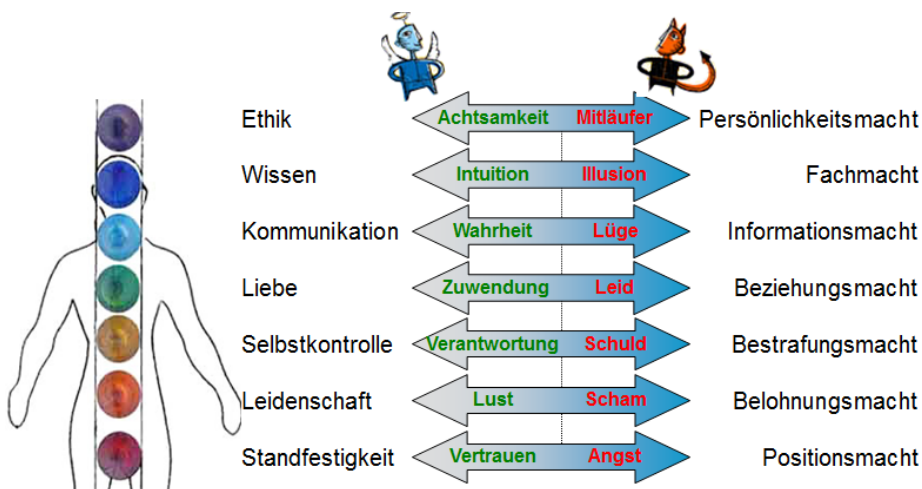 Ethik Achtsamkeit Mitläufer Persönlichkeitsmacht
Wissen Intuition Illusion Fachmacht
Kommunikation Wahrheit Lüge Informationsmacht
Liebe Zuwendung Leid Beziehungsmacht
Selbstkontrolle Verantwortung Schuld Bestrafungsmacht
Leidenschaft Lust Scham Belohnungsmacht
Standfestigkeit Vertrauen Angst Positionsmacht